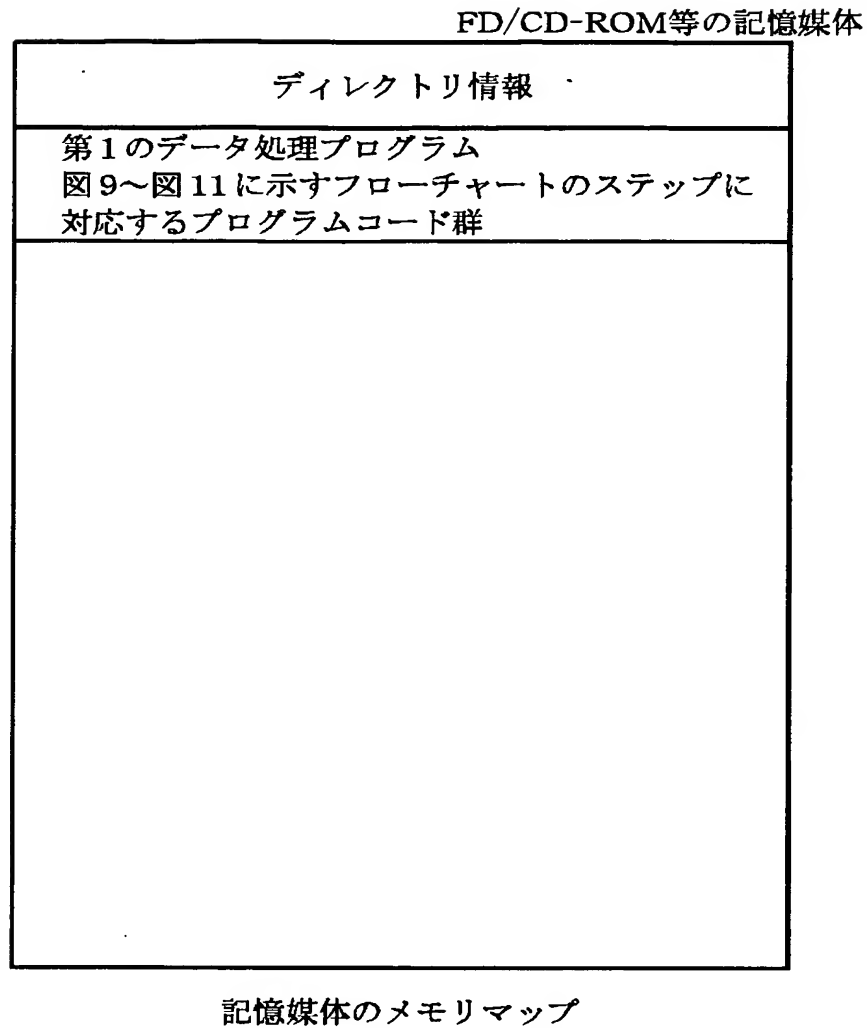 FD/CD-ROM等の記憶媒体
ディレクトリ情報
第1のデータ処理プログラム
図9～図11に示すフローチャートのステップに
対応するプログラムコード群
記憶媒体のメモリマップ